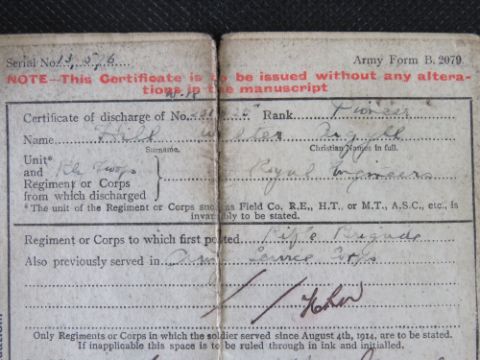 Serial No. Army Form B. 2079
NOTE—This Certificate is to be issued without any altera-
tions in the manuscript
Certificate of discharge of No. Rank Pioneer
Name Hill Walter
Surname. Christian Names in full.
Unit*
and Royal Engineers
Regiment or Corps
from which discharged
* The unit of the Regiment or Corps such as Field Co, R.E., H.T., or M.T., A.S.C., etc., is
invariably to be stated.
Regiment or Corps to which first posted Rifle Brigade
Also previously served in Army Service Corps
Only Regiments or Corps in which the soldier served since August 4th, 1914, are to be stated.
If inapplicable this space is to be ruled through in ink and initialled.